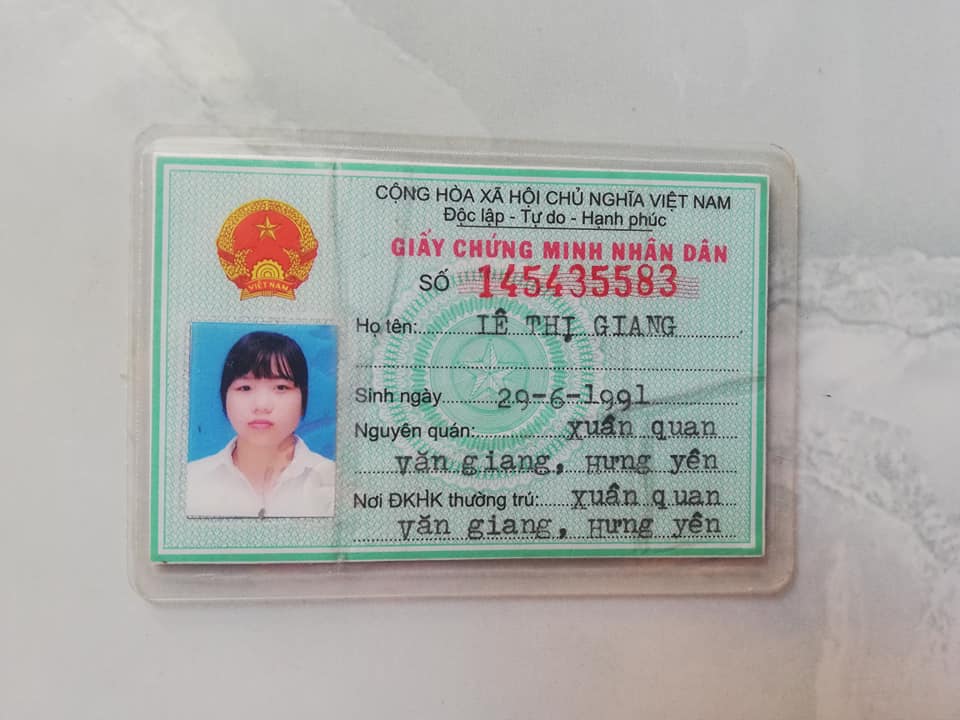 CỘNG HÒA XÃ HỘI CHỦ NGHĨA VIỆT NAM
Độc lập - Tự do - Hạnh phúc
GIẤY CHỨNG MINH NHÂN DÂN
SỐ 145435583
VIỆT NAM
Họ tên: LÊ THỊ GIANG
Sinh ngày 29-6-1991
Nguyên quán: Xuân quan
Văn giang, Hưng yên
Nơi ĐKHK thường trú: Xuân quan
Văn giang, Hưng yên